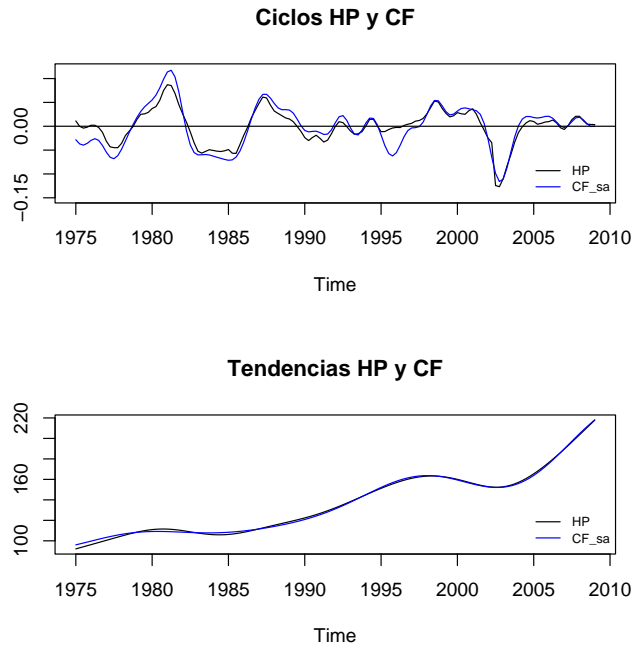 Ciclos HP y CF
0.00
−0.15
HP
CF_sa
1975 1980 1985 1990 1995 2000 2005 2010
Time
Tendencias HP y CF
220
160
100
HP
CF_sa
1975 1980 1985 1990 1995 2000 2005 2010
Time